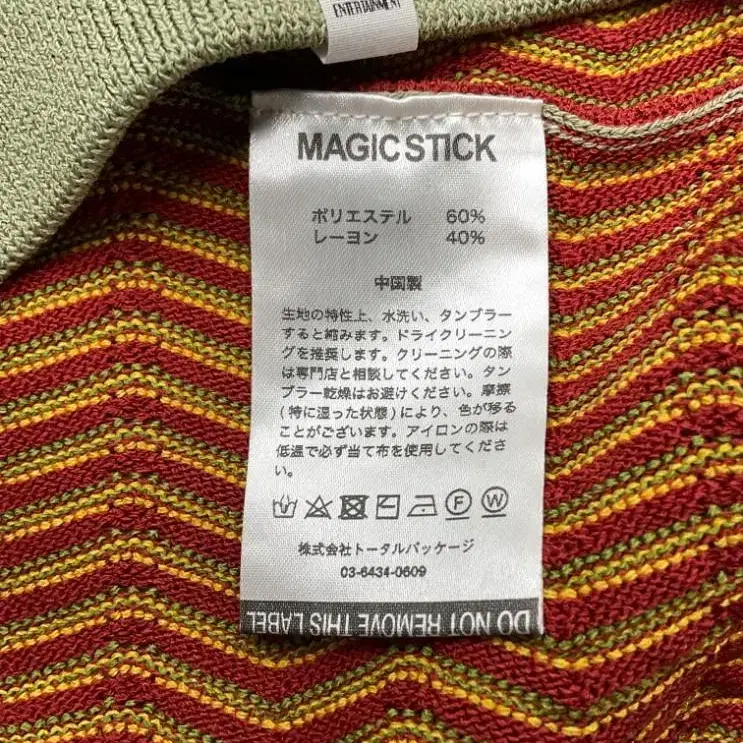 ENTERTAINMENT
MAGIC STICK
ポリエステル 60%
レーヨン 40%
中国製
生地の特性上、水洗い、タンブラー
すると縮みます。ドライクリーニン
グを推奨します。クリーニングの際
は専門店と相談してください。タン
ブラー乾燥はお避けください。摩擦
(特に湿った状態)により、色が移る
ことがございます。アイロンの際は
低温で必ず当て布を使用してくださ
い。
F W
株式会社トータルパッケージ
03-6434-0609
DO NOT REMOVE THIS LABEL